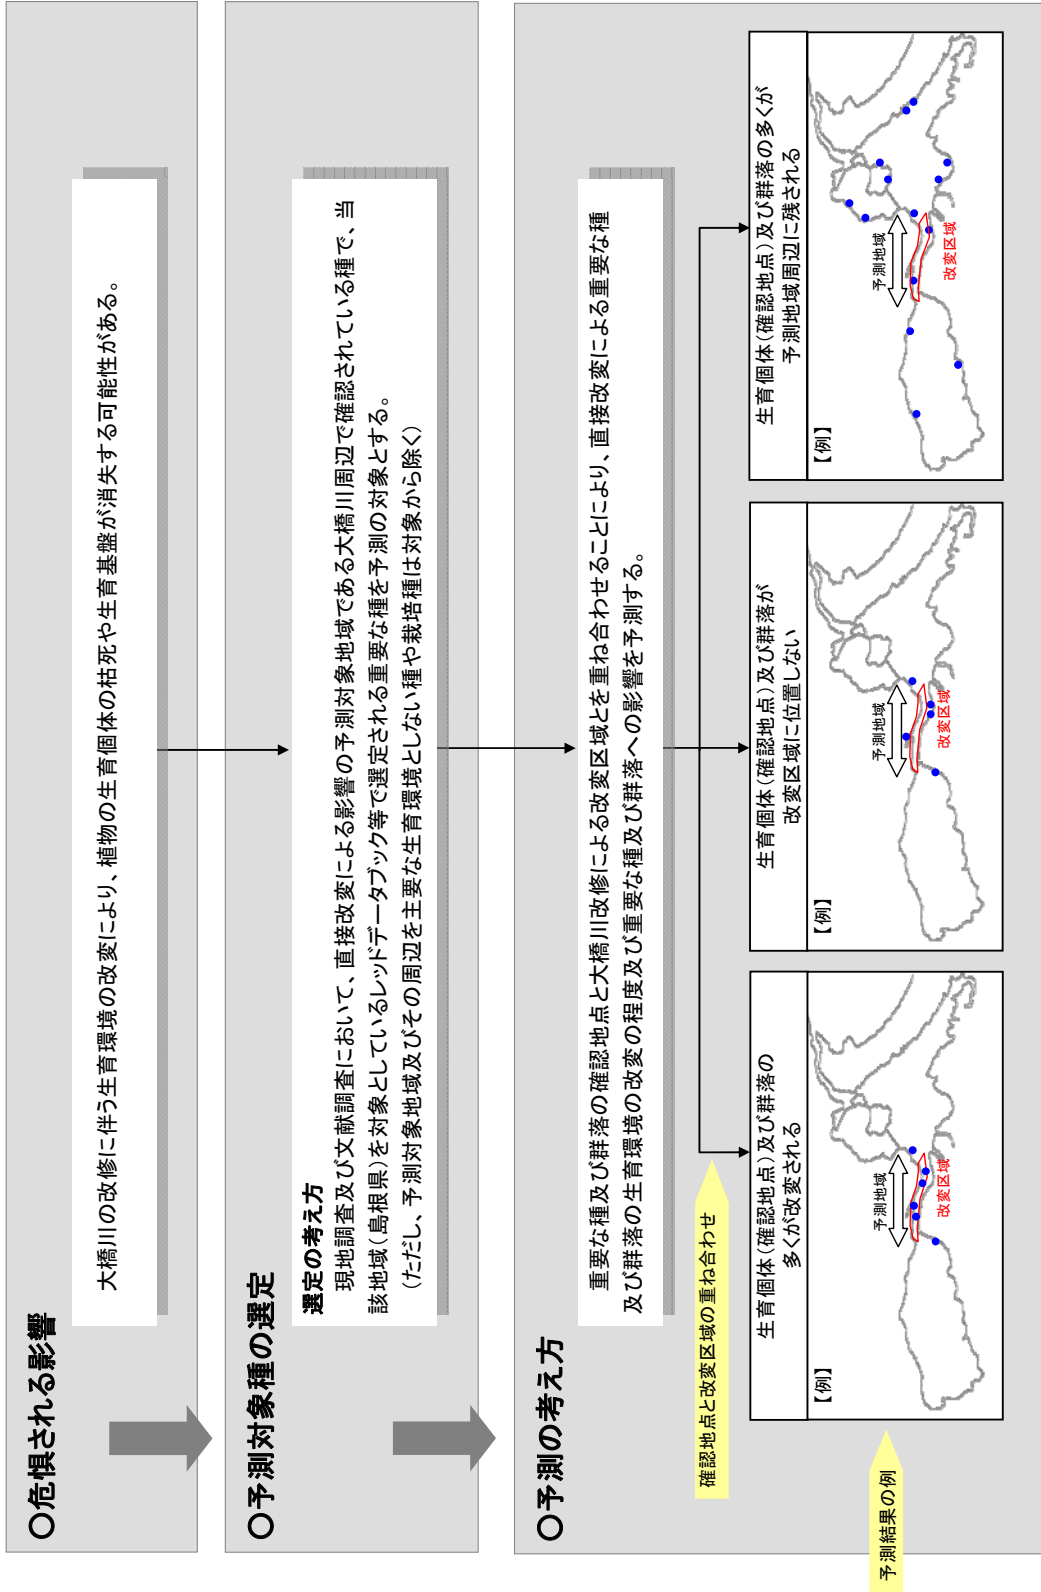 ○危惧される影響
大橋川の改修に伴う生育環境の改変により、植物の生育個体の枯死や生育基盤が消失する可能性がある。
○予測対象種の選定
選定の考え方
現地調査及び文献調査において、直接改変による影響の予測対象地域である大橋川周辺で確認されている種で、当
該地域(島根県)を対象としているレッドデータブック等で選定される重要な種を予測の対象とする。
(ただし、予測対象地域及びその周辺を主要な生育環境としない種や栽培種は対象から除く)
○予測の考え方
重要な種及び群落の確認地点と大橋川改修による改変区域とを重ね合わせることにより、直接改変による重要な種
及び群落の生育環境の改変の程度及び重要な種及び群落への影響を予測する。
確認地点と改変区域の重ね合わせ
予測結果の例
生育個体(確認地点)及び群落の
多くが改変される
【例】
予測地域
改変区域
生育個体(確認地点)及び群落が
改変区域に位置しない
【例】
予測地域
改変区域
生育個体(確認地点)及び群落の多くが
予測地域周辺に残される
【例】
予測地域
改変区域